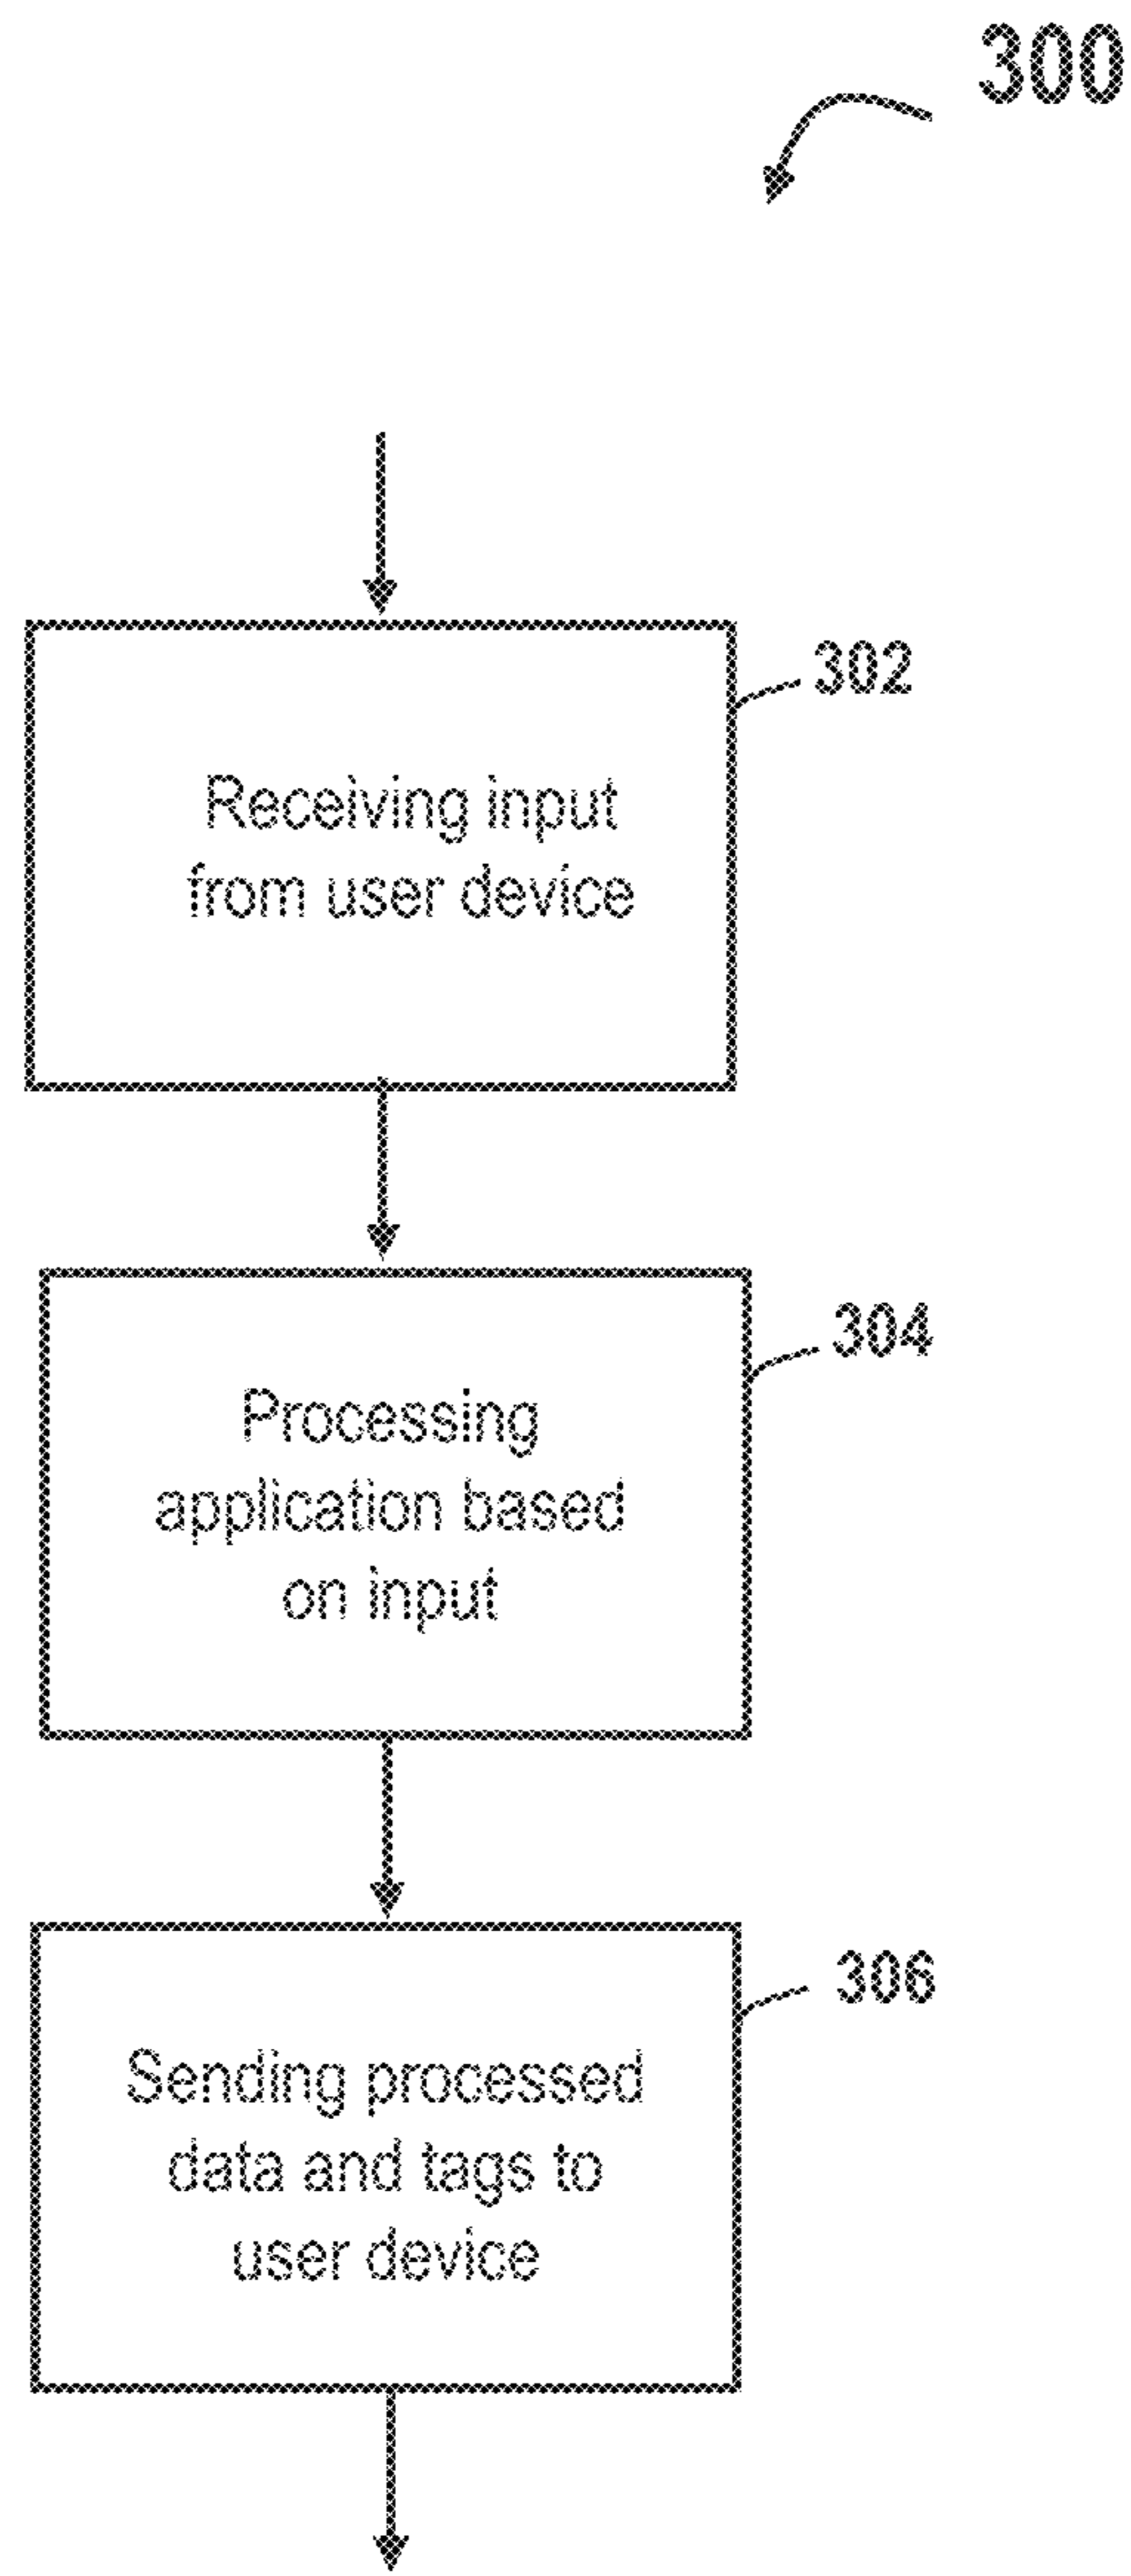 300
302
Receiving input
from user device
304
Processing
application based
on input
306
Sending processed
data and tags to
user device